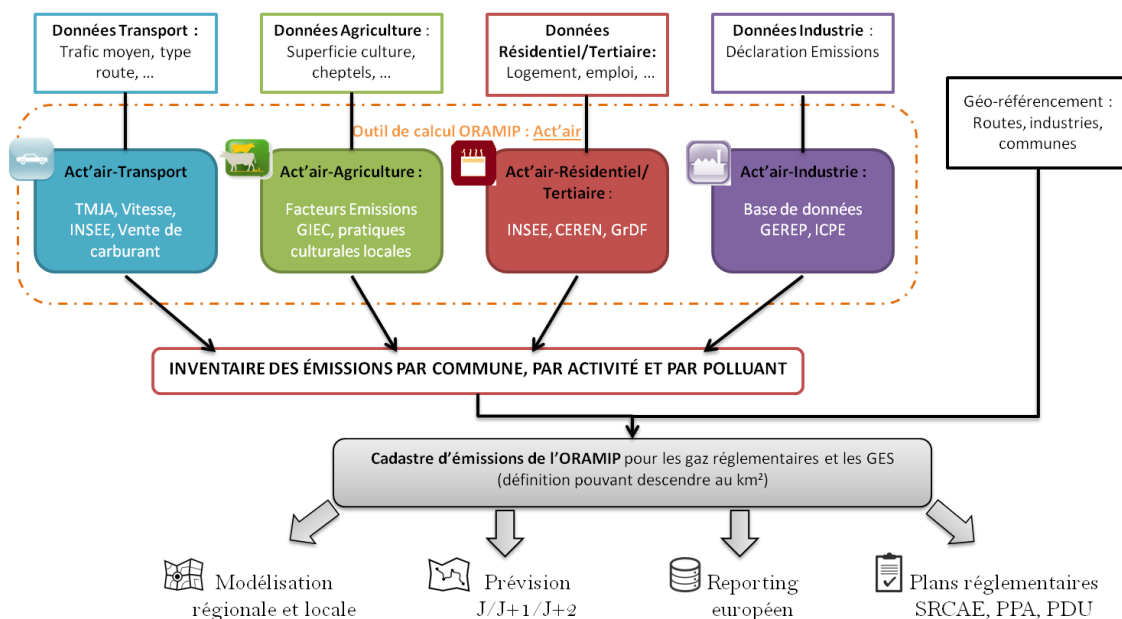 Données Transport :
Trafic moyen, type
route, ...
Données Agriculture :
Superficie culture,
cheptels, ...
Données
Résidentiel/Tertiaire:
Logement, emploi, ...
Données Industrie :
Déclaration Emissions
Géo-référencement :
Routes, industries,
communes
Outil de calcul ORAMIP : Act'air
Act'air-Transport
TMJA, Vitesse,
INSEE, Vente de
carburant
Act'air-Agriculture :
Facteurs Emissions
GIEC, pratiques
culturales locales
Act'air-Résidentiel/
Tertiaire :
INSEE, CEREN, GrDF
Act'air-Industrie :
Base de données
GEREP, ICPE
INVENTAIRE DES ÉMISSIONS PAR COMMUNE, PAR ACTIVITÉ ET PAR POLLUANT
Cadastre d'émissions de l'ORAMIP pour les gaz réglementaires et les GES
(définition pouvant descendre au km²)
Modélisation
régionale et locale
Prévision
J/J+1/J+2
Reporting
européen
Plans réglementaires
SRCAE, PPA, PDU